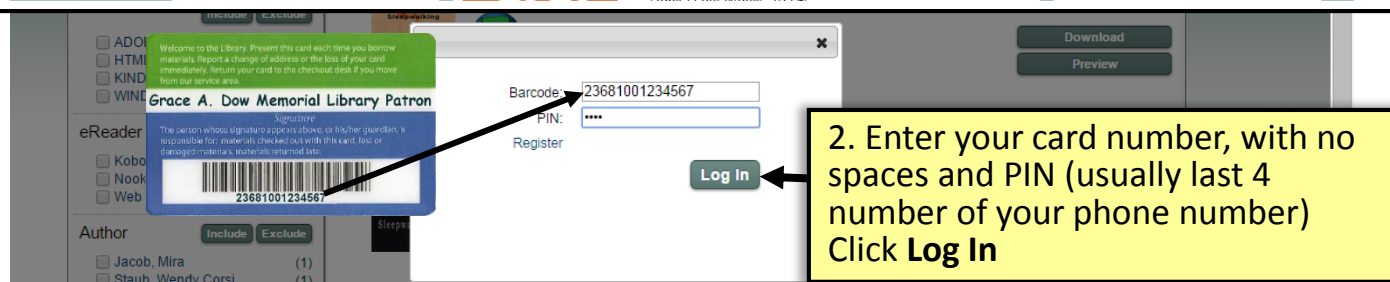 Include Exclude
Sleepwalking
ADO
HTM
KIND
WIND
Welcome to the Library. Present this card each time you borrow
materials. Report a change of address or the loss of your card
immediately. Return your card to the checkout desk if you move
from our service area.
Grace A. Dow Memorial Library Patron
Signature
The person whose signature appears above, or his/her guardian, is
responsible for: materials checked out with this card, lost or
damaged materials, materials returned late.
23681001234567
eReader
Kobo
Nook
Web
Author Include Exclude
Jacob, Mira (1)
Staub, Wendy Corsi (1)
Sleepwa
Barcode: 23681001234567
PIN: ••••
Register
Log In
Download
Preview
2. Enter your card number, with no
spaces and PIN (usually last 4
number of your phone number)
Click Log In